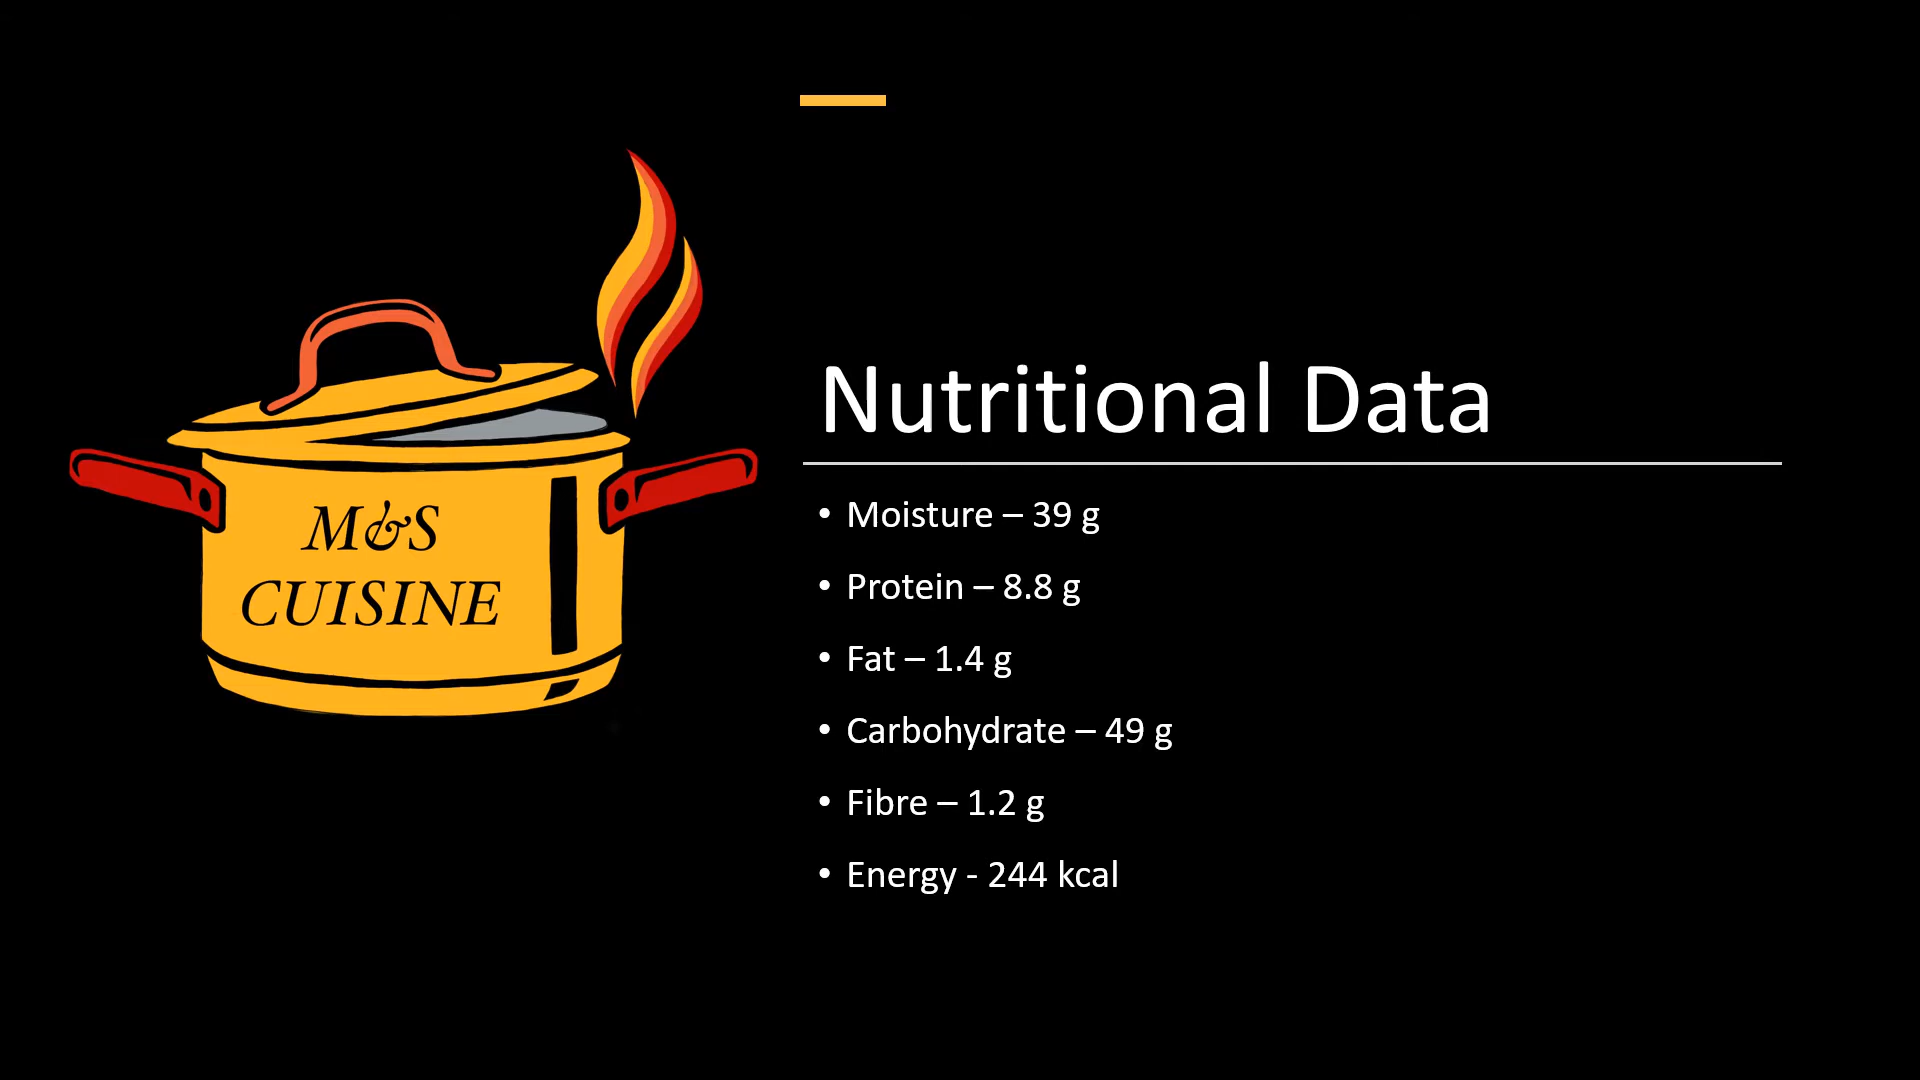 M&S
CUISINE
Nutritional Data
• Moisture – 39 g
• Protein – 8.8 g
• Fat – 1.4 g
• Carbohydrate – 49 g
• Fibre – 1.2 g
• Energy - 244 kcal